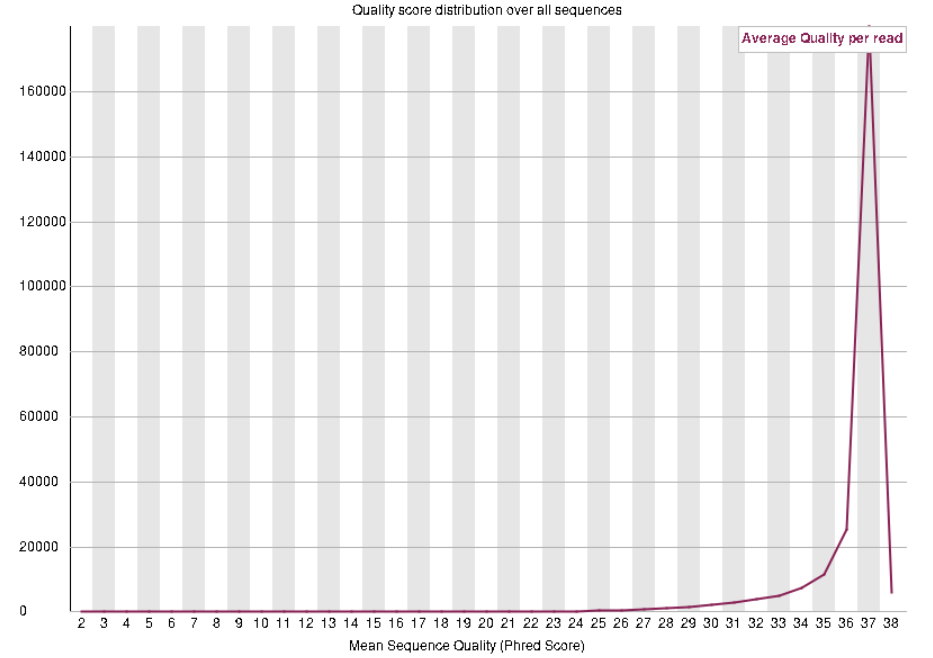 Quality score distribution over all sequences
Average Quality per read
160000
140000
120000
100000
80000
60000
40000
20000
0
2 3 4 5 6 7 8 9 10 11 12 13 14 15 16 17 18 19 20 21 22 23 24 25 26 27 28 29 30 31 32 33 34 35 36 37 38
Mean Sequence Quality (Phred Score)